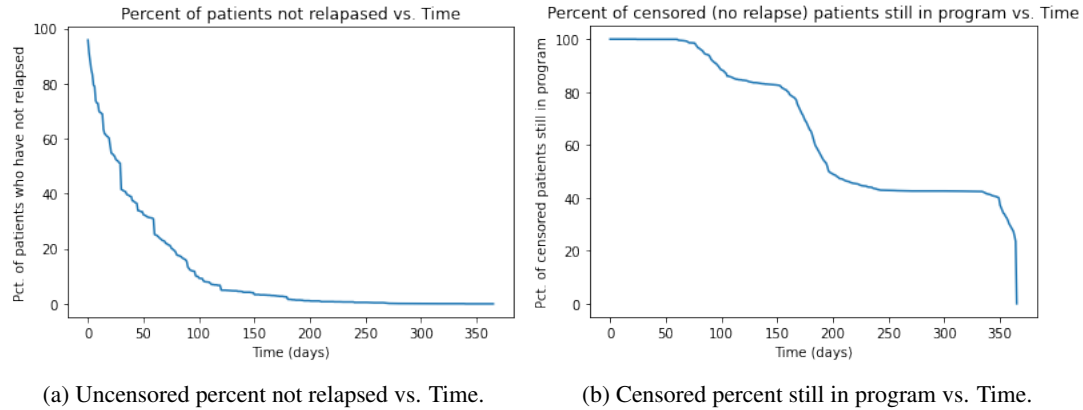 Percent of patients not relapased vs. Time
Pct. of patients who have not relapsed
100
80
60
40
20
0
0 50 100 150 200 250 300 350
Time (days)
(a) Uncensored percent not relapsed vs. Time.
Percent of censored (no relapse) patients still in program vs. Time
Pct. of censored patients still in program
100
80
60
40
20
0
0 50 100 150 200 250 300 350
Time (days)
(b) Censored percent still in program vs. Time.